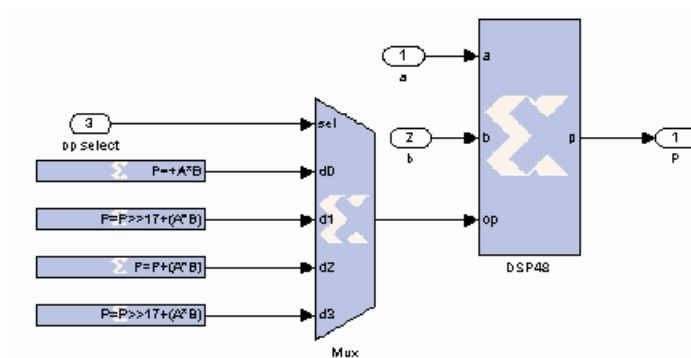 1
a
a
3
sel
op select
2
b
b
p
1
P
P=+A*B
d0
P=P>>17+(A*B)
d1
op
P=P+(A*B)
d2
DSP48
P=P>>17+(A*B)
d3
Mux